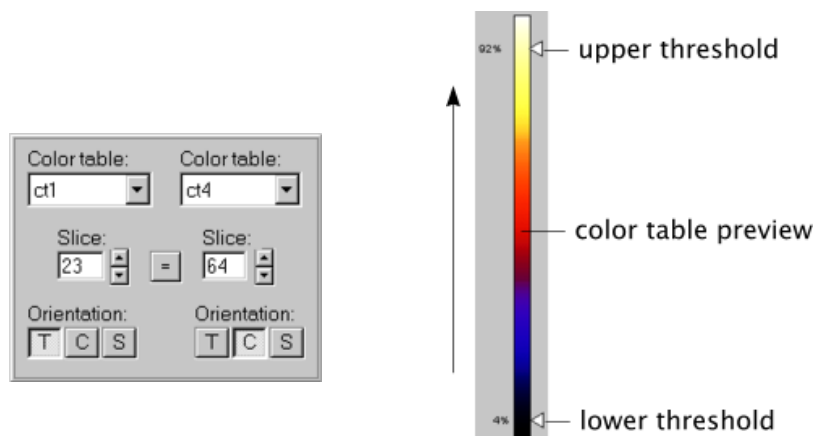 Color table: Color table:
ct1 ct4
Slice: Slice:
23 = 64
Orientation: Orientation:
T C S T C S
92% upper threshold
color table preview
4% lower threshold